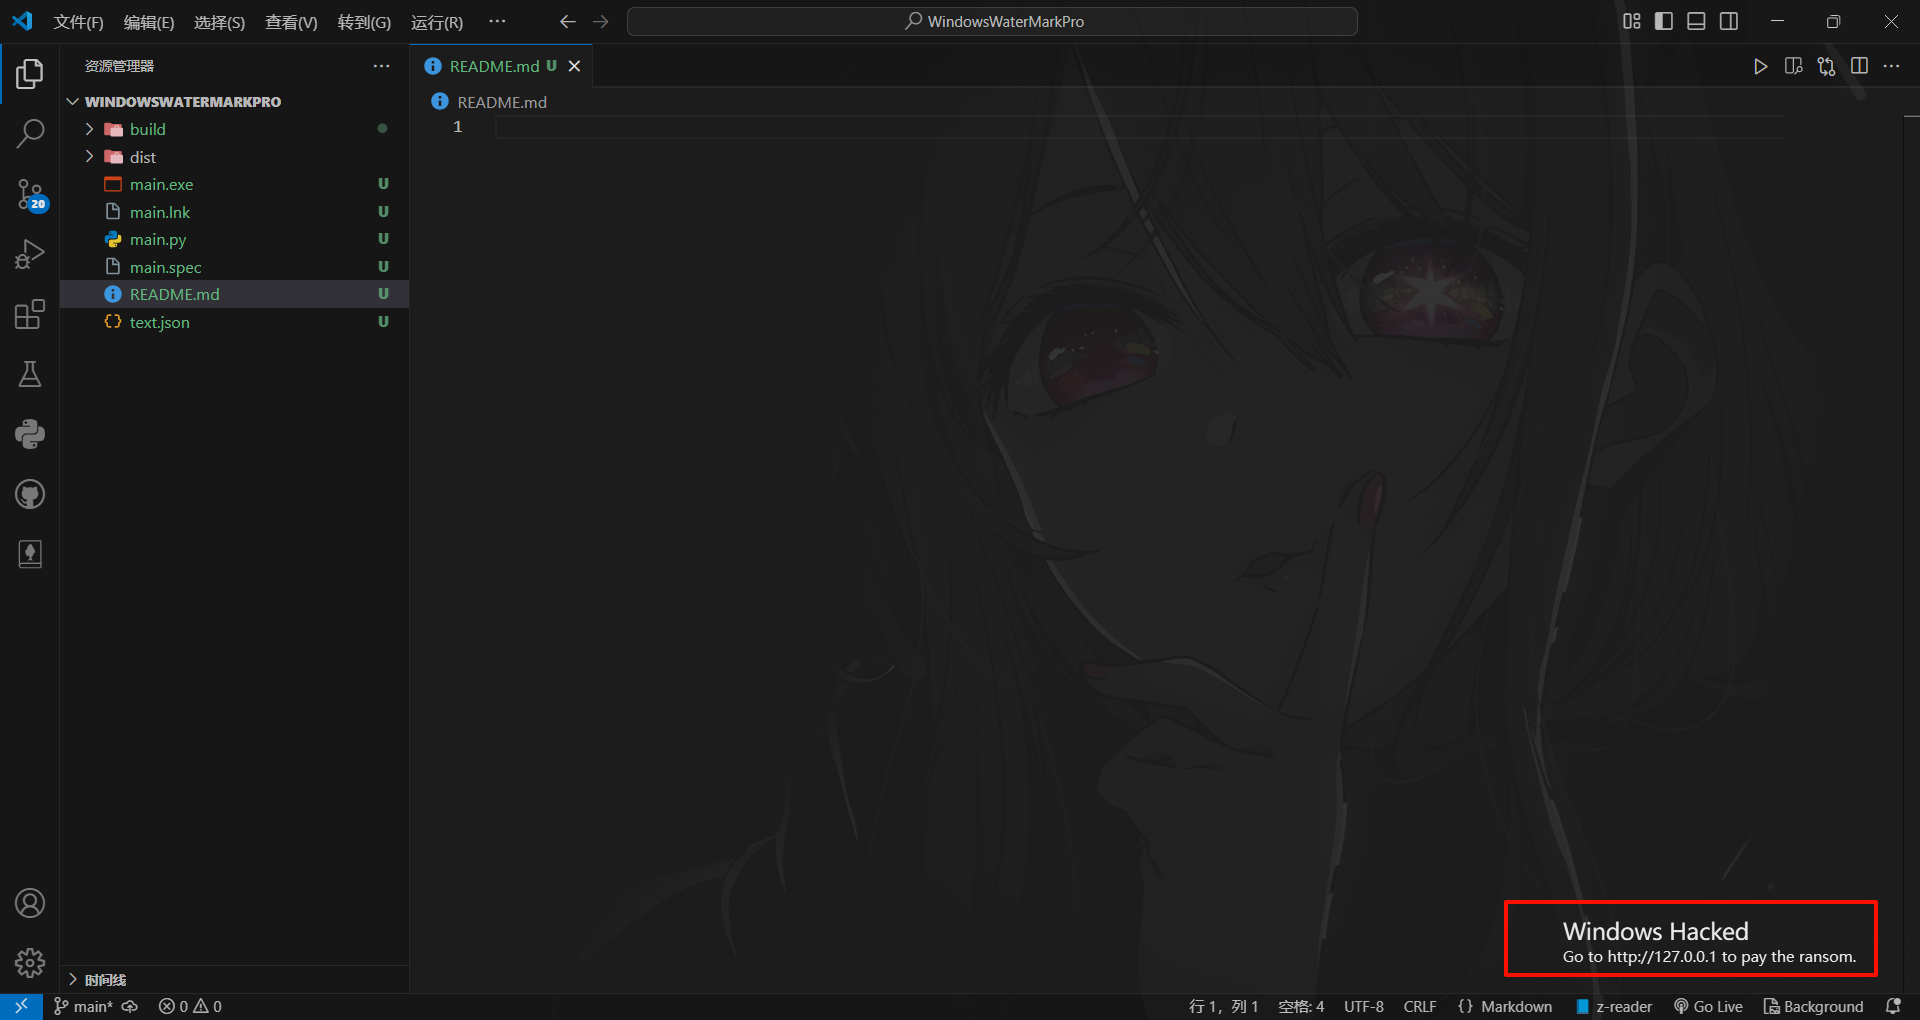 文件(F) 编辑(E) 选择(S) 查看(V) 转到(G) 运行(R) ··· WindowsWaterMarkPro
资源管理器 ···
README.md U
WINDOWSWATERMARKPRO
README.md
build
1
dist
main.exe U
main.lnk U
main.py U
20
main.spec U
README.md U
text.json U
Windows Hacked
Go to http://127.0.0.1 to pay the ransom.
时间线
main* 0 0 行 1，列 1 空格: 4 UTF-8 CRLF {} Markdown z-reader Go Live Background